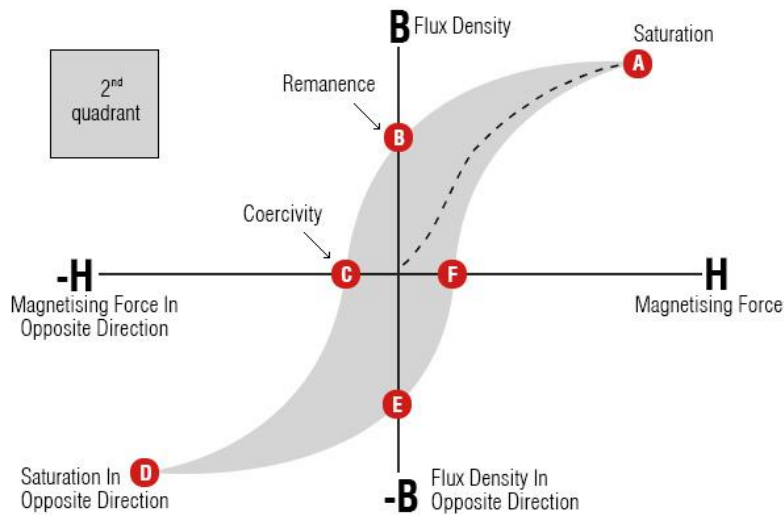 B Flux Density
Saturation
A
2nd
quadrant
Remanence
B
Coercivity
-H
C
F
H
Magnetising Force In
Opposite Direction
Magnetising Force
E
D
Saturation In
Opposite Direction
-B
Flux Density In
Opposite Direction